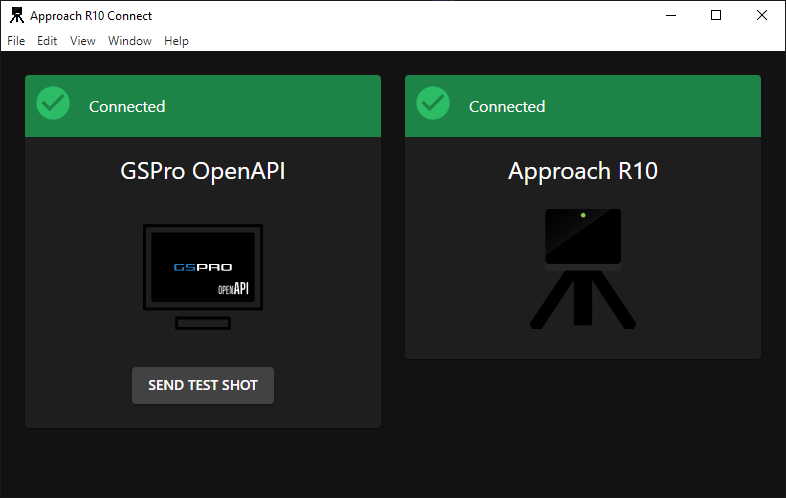 Approach R10 Connect
File Edit View Window Help
Connected
GSPro OpenAPI
GSPRO
OPENAPI
SEND TEST SHOT
Connected
Approach R10